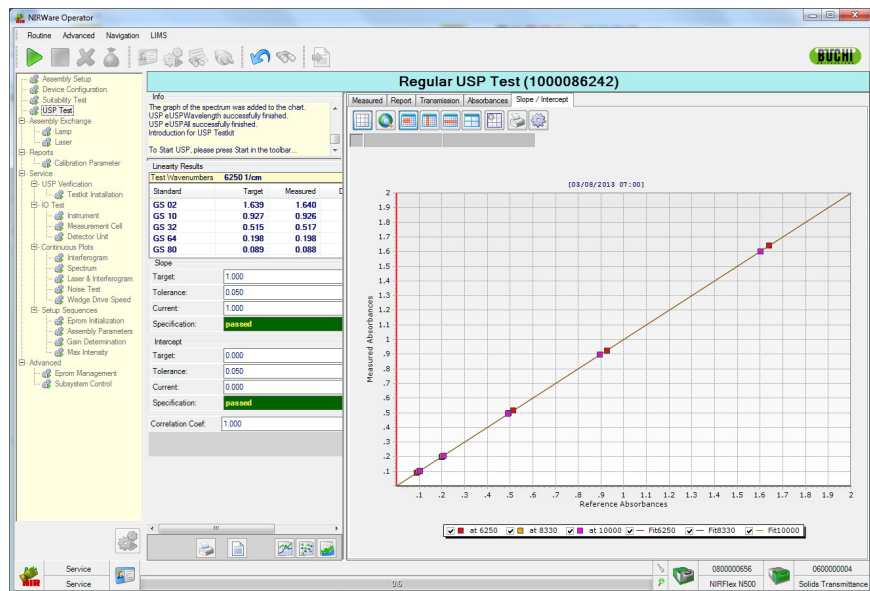 NIRWare Operator
Routine Advanced Navigation LIMS
BUCHI
Assembly Setup
Device Configuration
Suitability Test
USP Test
Assembly Exchange
Lamp
Laser
Reports
Calibration Parameter
Service
USP Verification
Testkit Installation
IO Test
Instrument
Measurement Cell
Detector Unit
Continuous Plots
Interferogram
Spectrum
Laser & Interferogram
Noise Test
Wedge Drive Speed
Setup Sequences
Eprom Initialization
Assembly Parameters
Gain Determination
Max Intensity
Advanced
Eprom Management
Subsystem Control
Regular USP Test (1000086242)
Info
The graph of the spectrum was added to the chart.
USP eUSPWavelength successfully finished.
USP eUSPAll successfully finished.
Introduction for USP Testkit
To Start USP, please press Start in the toolbar...
Linearity Results
Test Wavenumbers 6250 1/cm
Standard Target Measured D
GS 02 1.639 1.640
GS 10 0.927 0.926
GS 32 0.515 0.517
GS 64 0.198 0.198
GS 80 0.089 0.088
Slope
Target: 1.000
Tolerance: 0.050
Current: 1.000
Specification: passed
Intercept
Target: 0.000
Tolerance: 0.050
Current: 0.000
Specification: passed
Correlation Coef: 1.000
Measured Report Transmission Absorbances Slope / Intercept
[03/08/2013 07:00]
Measured Absorbances
2
1.9
1.8
1.7
1.6
1.5
1.4
1.3
1.2
1.1
1
.9
.8
.7
.6
.5
.4
.3
.2
.1
.1 .2 .3 .4 .5 .6 .7 .8 .9 1 1.1 1.2 1.3 1.4 1.5 1.6 1.7 1.8 1.9 2
Reference Absorbances
at 6250 at 8330 at 10000 Fit6250 Fit8330 Fit10000
NIR
Service
Service
0800000656
NIRFlex N500
0600000004
Solids Transmittance